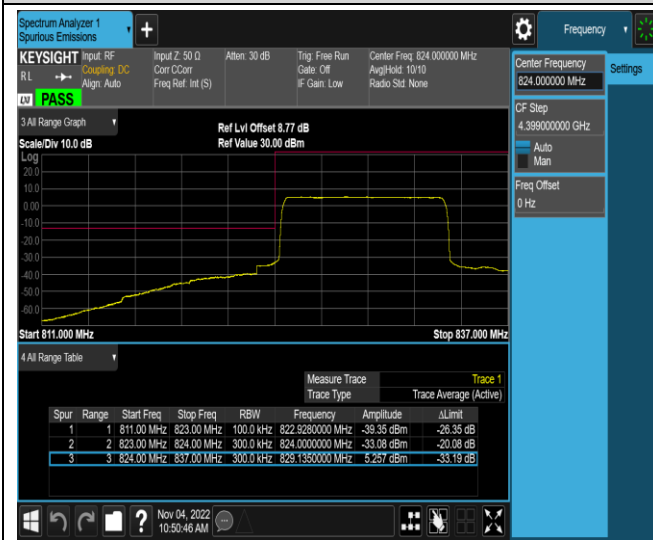 Spectrum Analyzer 1
Spurious Emissions
+
Frequency
KEYSIGHT Input: RF Input Z: 50 Ω Atten: 30 dB Trig: Free Run Center Freq: 824.000000 MHz
RL Coupling: DC Corr CCorr Gate: Off Avg|Hold: 10/10
Align: Auto Freq Ref: Int (S) IF Gain: Low Radio Std: None
LXI PASS
Center Frequency
824.000000 MHz
Settings
CF Step
4.399000000 GHz
Auto
Man
Freq Offset
0 Hz
3 All Range Graph
Ref Lvl Offset 8.77 dB
Scale/Div 10.0 dB Ref Value 30.00 dBm
Log
20.0
10.0
0.00
-10.0
-20.0
-30.0
-40.0
-50.0
-60.0
Start 811.000 MHz Stop 837.000 MHz
4 All Range Table
Measure Trace Trace 1
Trace Type Trace Average (Active)
Spur Range Start Freq Stop Freq RBW Frequency Amplitude ΔLimit
1 1 811.00 MHz 823.00 MHz 100.0 kHz 822.9280000 MHz -39.35 dBm -26.35 dB
2 2 823.00 MHz 824.00 MHz 300.0 kHz 824.0000000 MHz -33.08 dBm -20.08 dB
3 3 824.00 MHz 837.00 MHz 300.0 kHz 829.1350000 MHz 5.257 dBm -33.19 dB
? Nov 04, 2022
10:50:46 AM